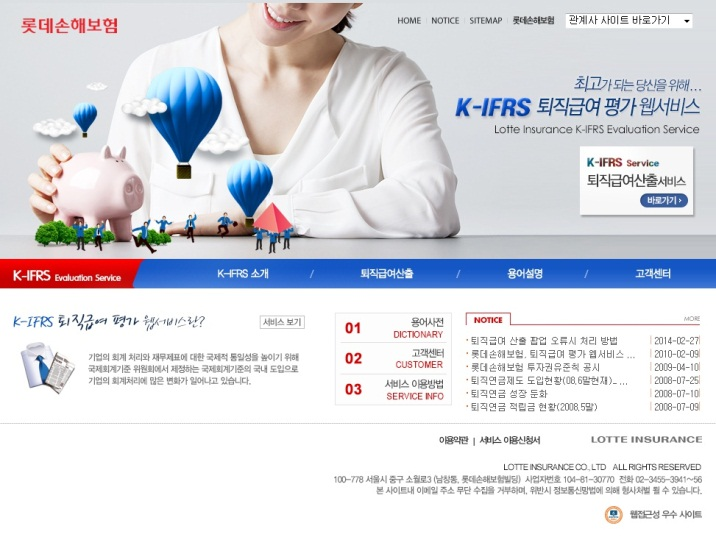 롯데손해보험
HOME | NOTICE | SITEMAP | 롯데손해보험
관계사 사이트 바로가기
최고가 되는 당신을 위해...
K-IFRS 퇴직급여 평가 웹서비스
Lotte Insurance K-IFRS Evaluation Service
K-IFRS Service
퇴직급여산출서비스
바로가기 >
K-IFRS Evaluation Service
K-IFRS 소개 / 퇴직급여산출 / 용어설명 / 고객센터
K-IFRS 퇴직급여 평가 웹서비스란?
서비스 보기
기업의 회계 처리와 재무제표에 대한 국제적 통일성을 높이기 위해
국제회계기준 위원회에서 제정하는 국제회계기준의 국내 도입으로
기업의 회계처리에 많은 변화가 일어나고 있습니다.
01 용어사전
DICTIONARY
02 고객센터
CUSTOMER
03 서비스 이용방법
SERVICE INFO
NOTICE
MORE
퇴직급여 산출 팝업 오류시 처리 방법 | 2014-02-27
롯데손해보험, 퇴직급여 평가 웹서비스 ... | 2010-02-09
롯데손해보험 투자권유준칙 공시 | 2009-04-10
퇴직연금제도 도입현황(08,6말현재)_ ... | 2008-07-25
퇴직연금 성장 둔화 | 2008-07-10
퇴직연금 적립금 현황(2008,5말) | 2008-07-09
이용약관 | 서비스 이용신청서
LOTTE INSURANCE
LOTTE INSURANCE CO., LTD ALL RIGHTS RESERVED
100-778 서울시 중구 소월로3 (남창동, 롯데손해보험빌딩) 사업자번호 104-81-30770 전화 02-3455-3941~56
본 사이트내 이메일 주소 무단 수집을 거부하며, 위반시 정보통신망법에 의해 형사처벌 될 수 있습니다.
웹접근성 우수 사이트